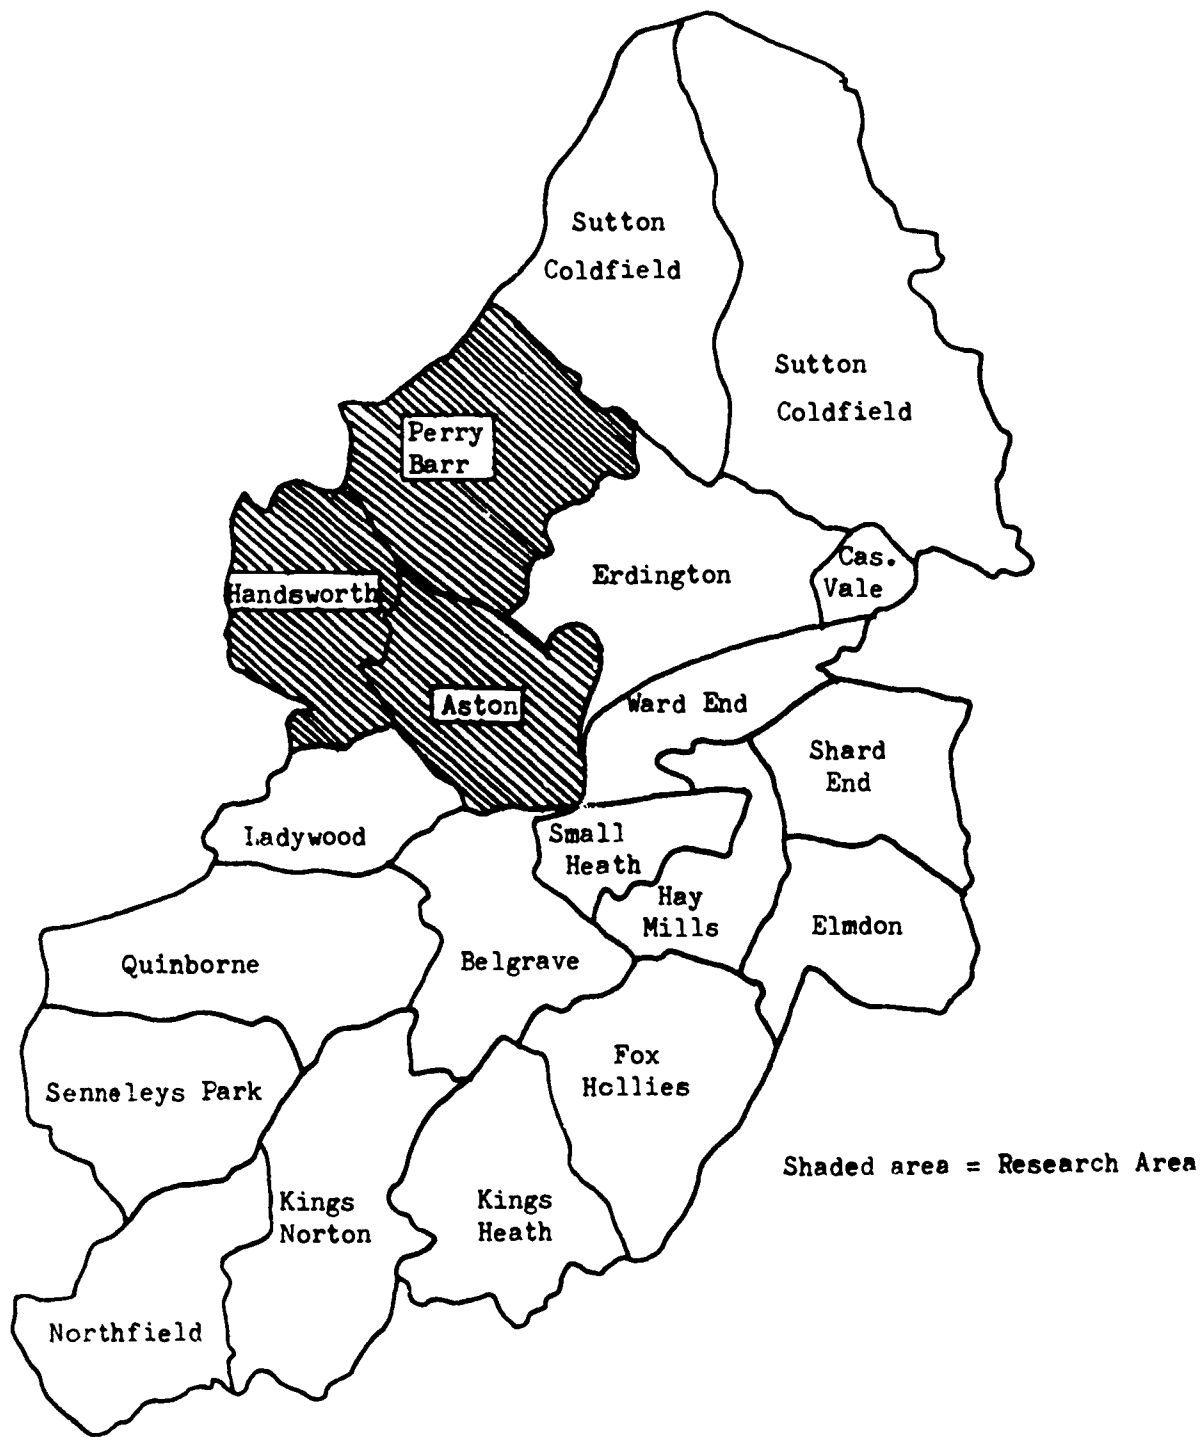 Sutton
Coldfield
Sutton
Coldfield
Perry
Barr
Cas.
Vale
Erdington
Handsworth
Aston
Ward End
Shard
End
Ladywood
Small
Heath
Hay
Mills
Elmdon
Quinborne
Belgrave
Fox
Hollies
Senneleys Park
Shaded area = Research Area
Kings
Norton
Kings
Heath
Northfield